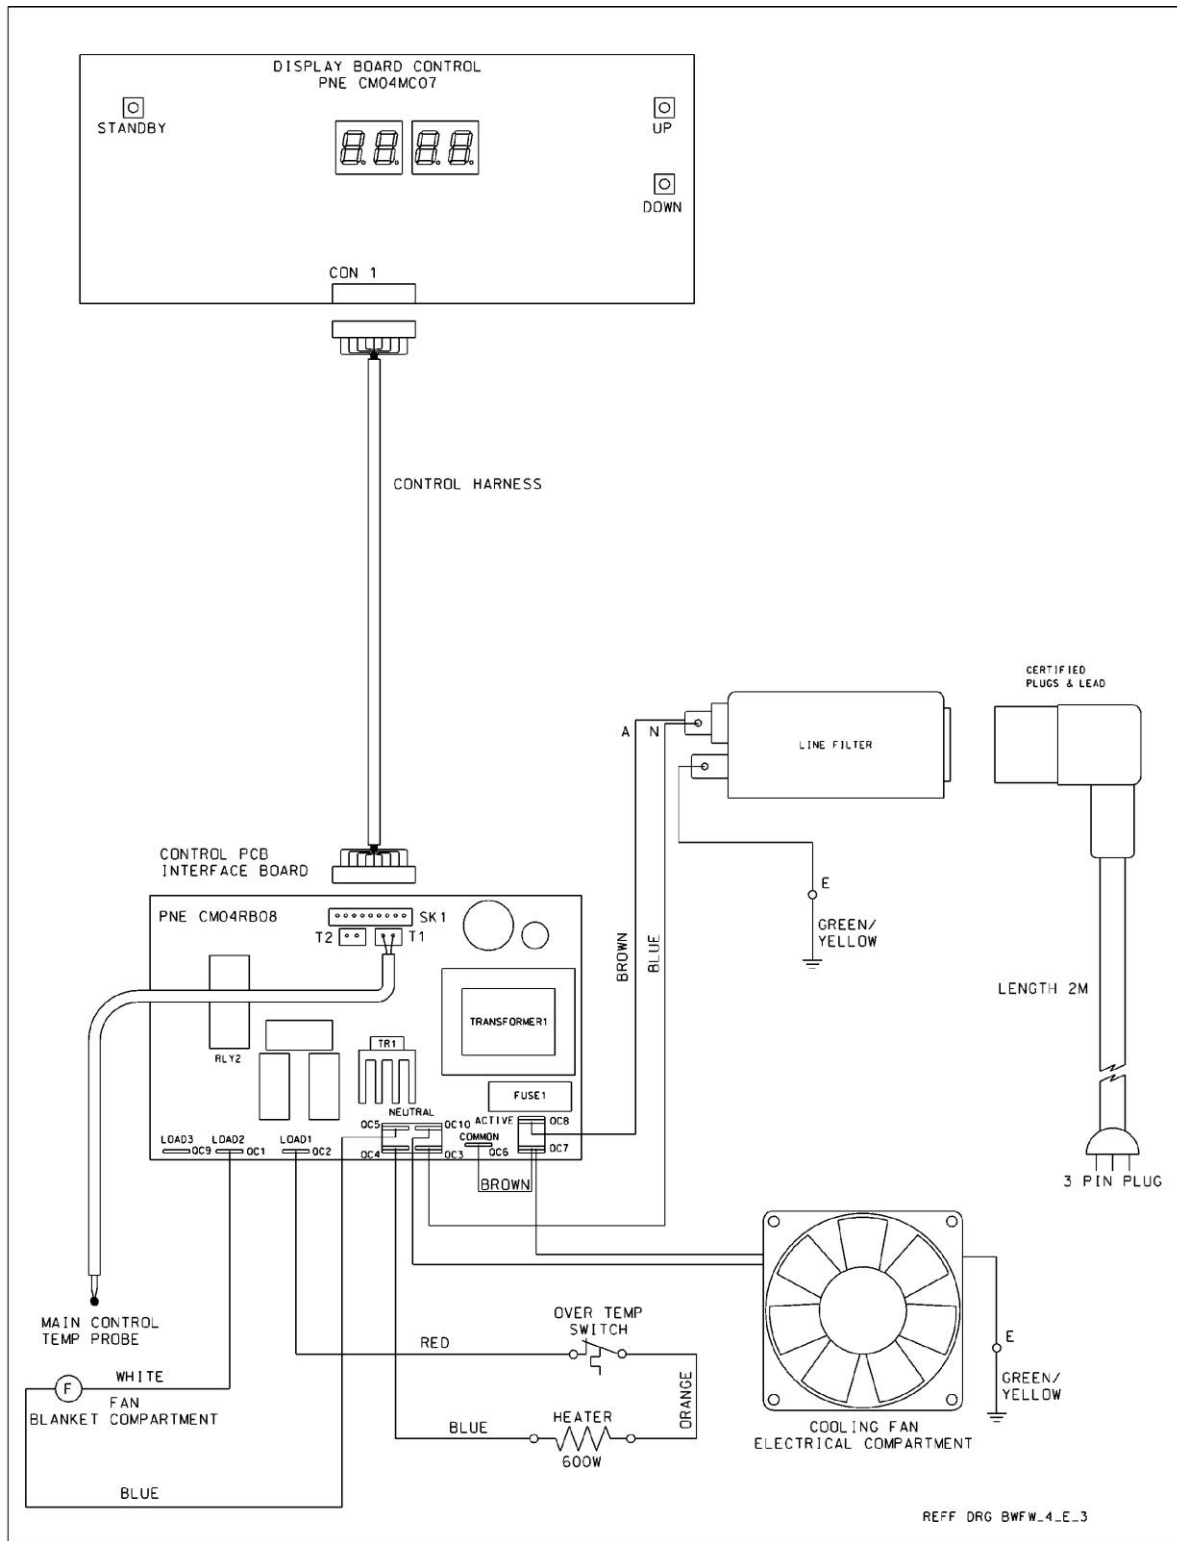 DISPLAY BOARD CONTROL
PNE CM04MC07
STANDBY
UP
DOWN
CON 1
CONTROL HARNESS
CERTIFIED
PLUGS & LEAD
A N
LINE FILTER
CONTROL PCB
INTERFACE BOARD
E
GREEN/
YELLOW
BROWN
BLUE
LENGTH 2M
PNE CM04RB08
SK1
T2
T1
TRANSFORMER1
RLY2
TR1
FUSE1
NEUTRAL
ACTIVE
OC5
OC10
OC8
COMMON
LOAD3
OC9
LOAD2
OC1
LOAD1
OC2
OC4
OC3
OC6
OC7
BROWN
3 PIN PLUG
MAIN CONTROL
TEMP PROBE
OVER TEMP
SWITCH
RED
E
GREEN/
YELLOW
WHITE
F
FAN
BLANKET COMPARTMENT
ORANGE
BLUE
HEATER
600W
COOLING FAN
ELECTRICAL COMPARTMENT
BLUE
REFF DRG BWFW_4_E_3